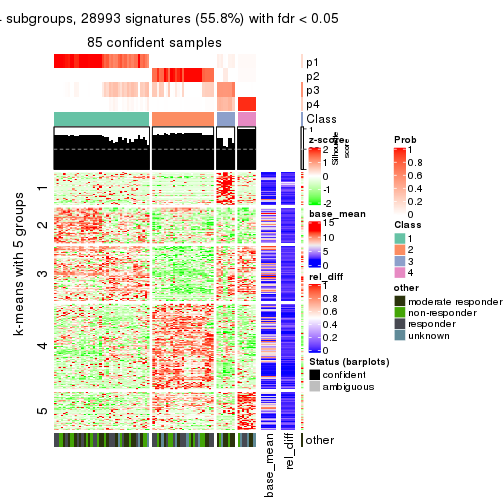 subgroups, 28993 signatures (55.8%) with fdr < 0.05
85 confident samples
p1
p2
p3
p4
Class
1
Silhouette
score
k-means with 5 groups
1
2
3
4
5
other
base_mean
rel_diff
z-score
2
1
0
-1
-2
base_mean
15
10
5
0
rel_diff
1
0.8
0.6
0.4
0.2
0
Status (barplots)
confident
ambiguous
Prob
1
0.8
0.6
0.4
0.2
0
Class
1
2
3
4
other
moderate responder
non-responder
responder
unknown